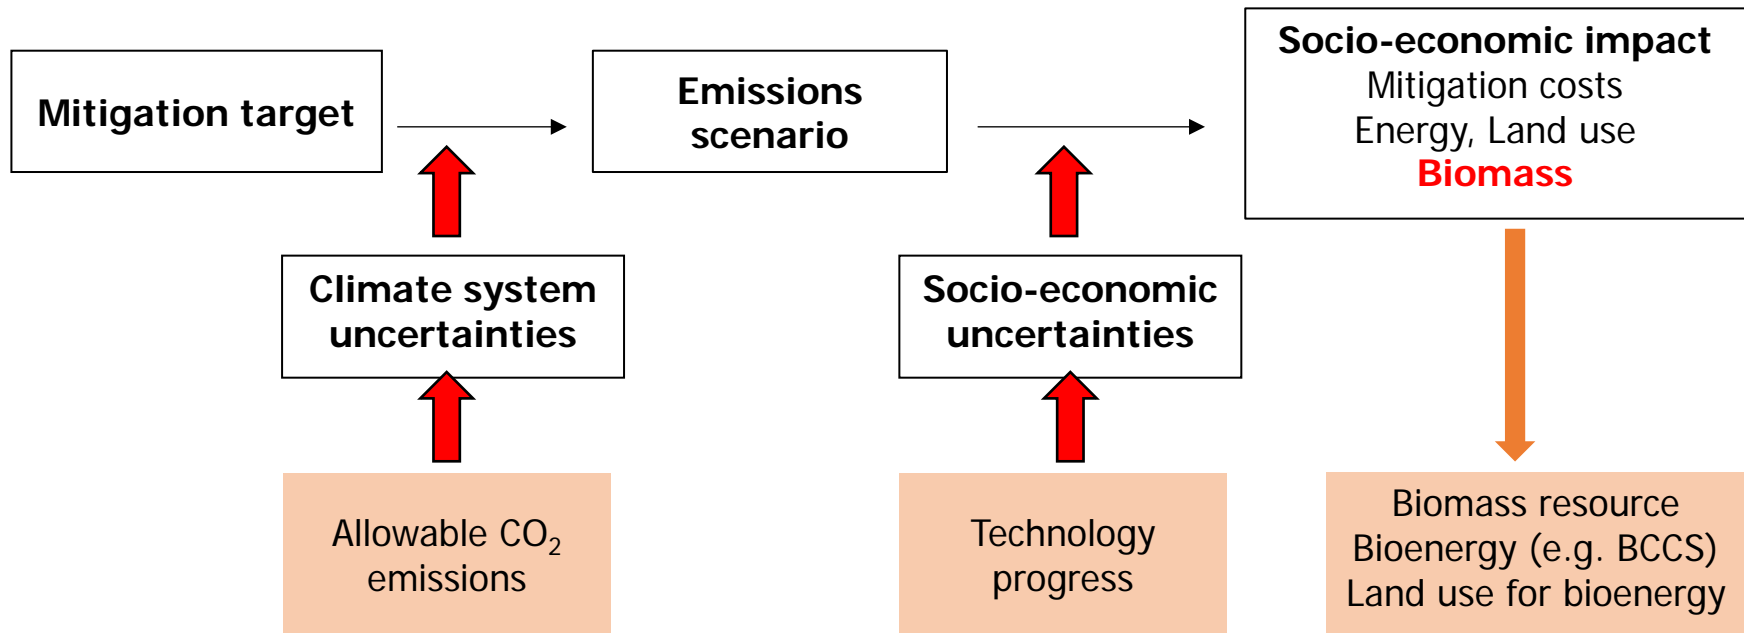 Mitigation target
Emissions
scenario
Socio-economic impact
Mitigation costs
Energy, Land use
Biomass
Climate system
uncertainties
Socio-economic
uncertainties
Allowable CO₂
emissions
Technology
progress
Biomass resource
Bioenergy (e.g. BCCS)
Land use for bioenergy